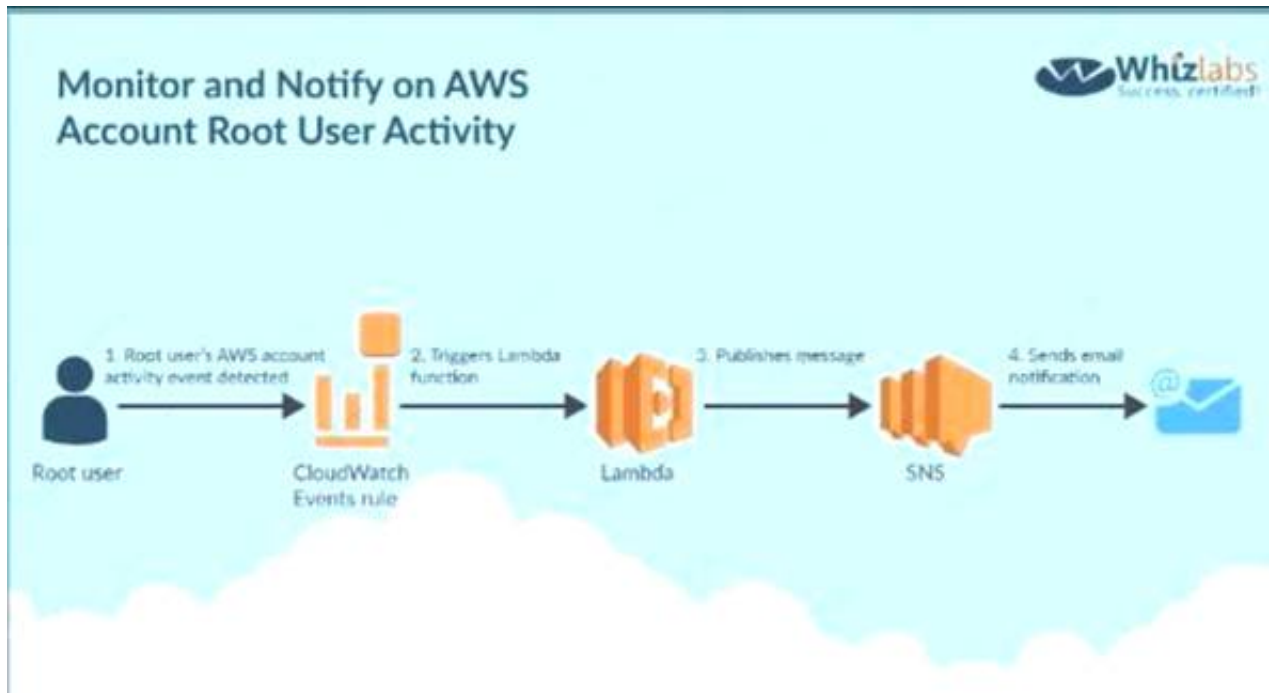 Monitor and Notify on AWS
Account Root User Activity
Whizlabs
Success, certified!
1. Root user's AWS account
activity event detected
2. Triggers Lambda
function
3. Publishes message
4. Sends email
notification
@
Root user
CloudWatch
Events rule
Lambda
SNS